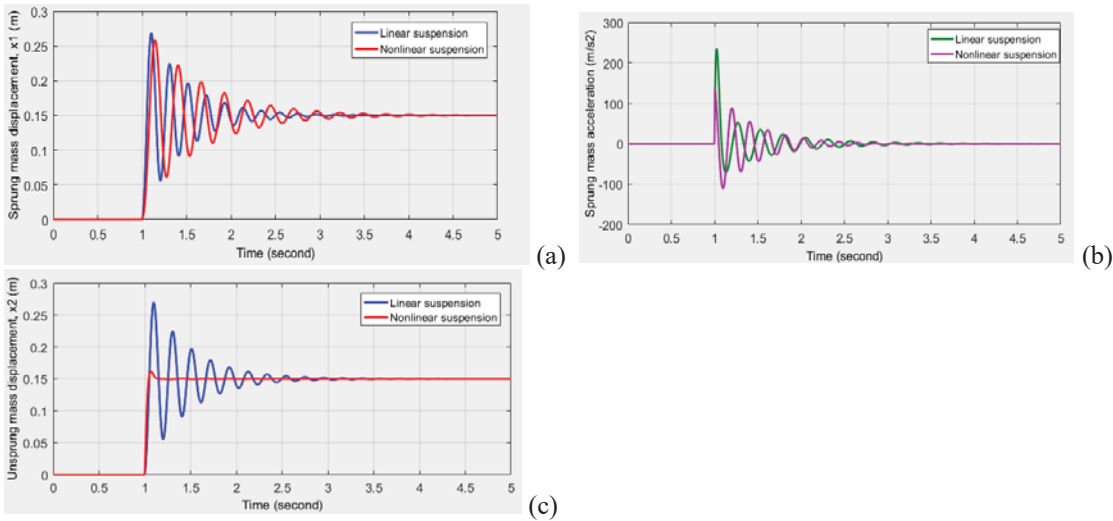 Sprung mass displacement, x1 (m)
0.3
0.25
0.2
0.15
0.1
0.05
0
Linear suspension
Nonlinear suspension
0 0.5 1 1.5 2 2.5 3 3.5 4 4.5 5
Time (second)
(a)
Sprung mass acceleration (m/s2)
300
200
100
0
-100
-200
Linear suspension
Nonlinear suspension
0 0.5 1 1.5 2 2.5 3 3.5 4 4.5 5
Time (second)
(b)
Unsprung mass displacement, x2 (m)
0.3
0.25
0.2
0.15
0.1
0.05
0
Linear suspension
Nonlinear suspension
0 0.5 1 1.5 2 2.5 3 3.5 4 4.5 5
Time (second)
(c)